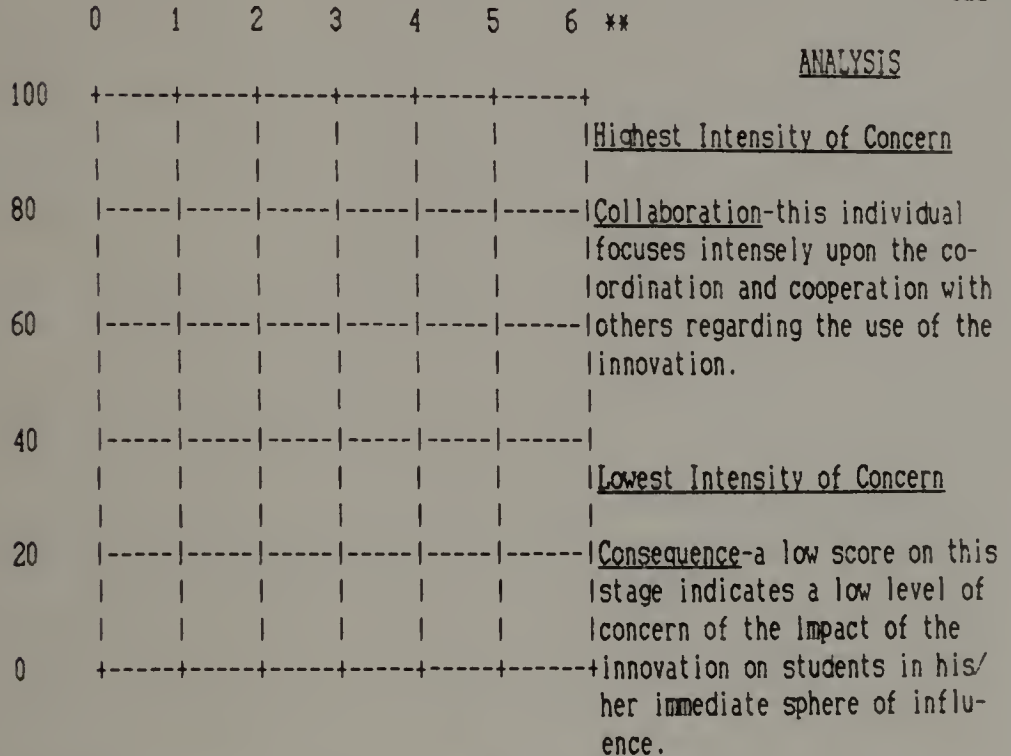 0 1 2 3 4 5 6 **
ANALYSIS
100 +-----+-----+-----+-----+-----+------+
| | | | | | |Highest Intensity of Concern
| | | | | | |
80 |-----|-----|-----|-----|-----|------|Collaboration-this individual
| | | | | | |focuses intensely upon the co-
| | | | | | |ordination and cooperation with
60 |-----|-----|-----|-----|-----|------|others regarding the use of the
| | | | | | |innovation.
| | | | | | |
40 |-----|-----|-----|-----|-----|------|
| | | | | | |Lowest Intensity of Concern
| | | | | | |
20 |-----|-----|-----|-----|-----|------|Consequence-a low score on this
| | | | | | |stage indicates a low level of
| | | | | | |concern of the impact of the
0 +-----+-----+-----+-----+-----+------+innovation on students in his/
her immediate sphere of influ-
ence.